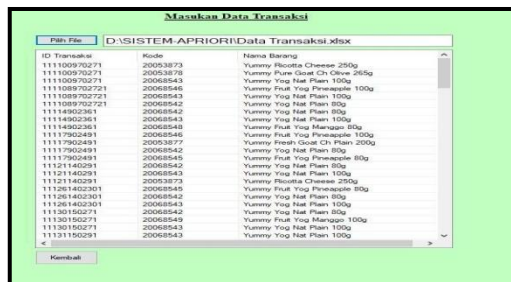 Masukan Data Transaksi
Pilih File D:\SISTEM-APRIORI\Data Transaksi.xlsx
ID Transaksi Kode Nama Barang
111100970271 20053873 Yummy Ricotta Cheese 250g
111100970271 20053878 Yummy Pure Goat Ch Olive 265g
111100970271 20068543 Yummy Yog Nat Plain 100g
1111089702721 20068546 Yummy Fruit Yog Pineapple 100g
1111089702721 20068543 Yummy Yog Nat Plain 100g
1111089702721 20068542 Yummy Yog Nat Plain 80g
11114902361 20068542 Yummy Yog Nat Plain 80g
11114902361 20068543 Yummy Yog Nat Plain 100g
11114902361 20068548 Yummy Fruit Yog Manggo 80g
11117902491 20068546 Yummy Fruit Yog Pineapple 100g
11117902491 20053877 Yummy Fresh Goat Ch Plain 200g
11117902491 20068542 Yummy Yog Nat Plain 80g
11117902491 20068545 Yummy Fruit Yog Pineapple 80g
11121140291 20068542 Yummy Yog Nat Plain 80g
11121140291 20068543 Yummy Yog Nat Plain 100g
11121140291 20053873 Yummy Ricotta Cheese 250g
111261402301 20068545 Yummy Fruit Yog Pineapple 80g
111261402301 20068542 Yummy Yog Nat Plain 80g
111261402301 20068543 Yummy Yog Nat Plain 100g
11130150271 20068542 Yummy Yog Nat Plain 80g
11130150271 20068549 Yummy Fruit Yog Manggo 100g
11130150271 20068543 Yummy Yog Nat Plain 100g
11131150291 20068543 Yummy Yog Nat Plain 100g
Kembali